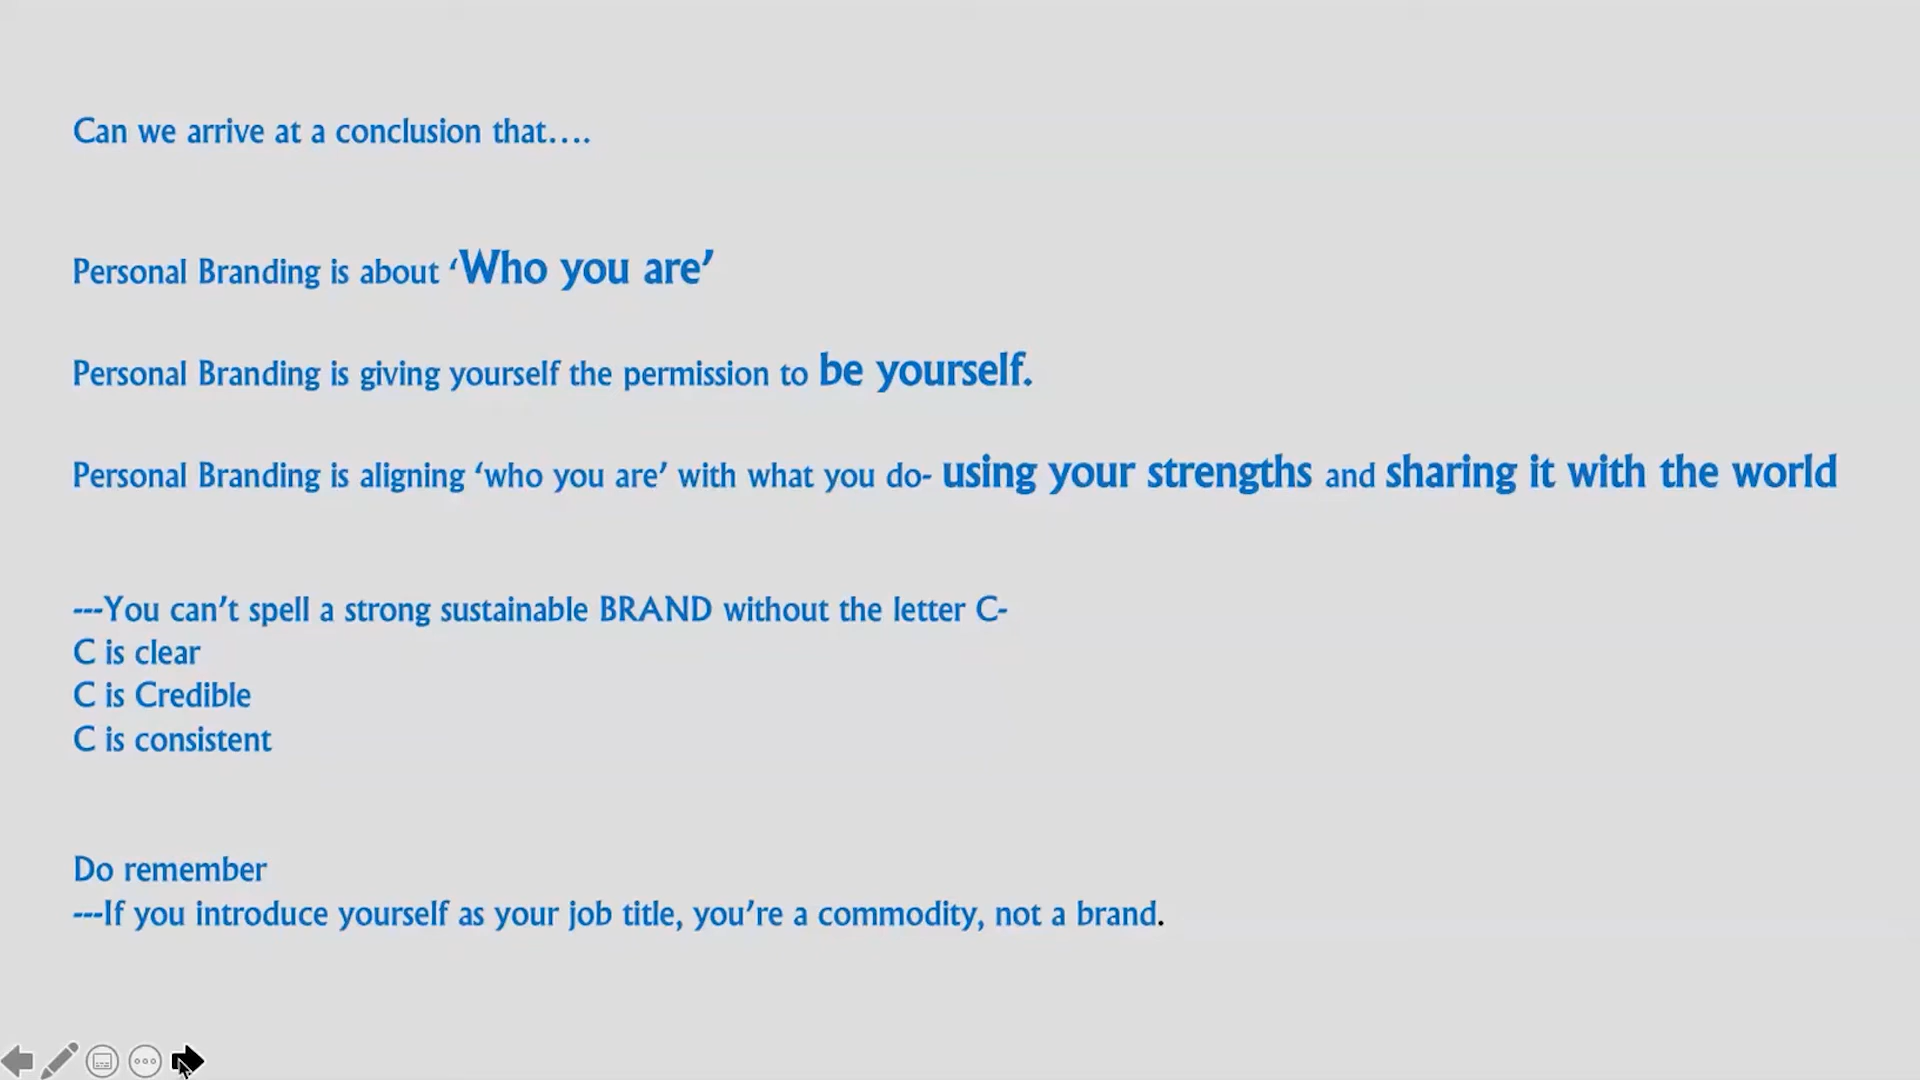 Can we arrive at a conclusion that....
Personal Branding is about ‘Who you are’
Personal Branding is giving yourself the permission to be yourself.
Personal Branding is aligning ‘who you are’ with what you do- using your strengths and sharing it with the world
---You can’t spell a strong sustainable BRAND without the letter C-
C is clear
C is Credible
C is consistent
Do remember
---If you introduce yourself as your job title, you’re a commodity, not a brand.